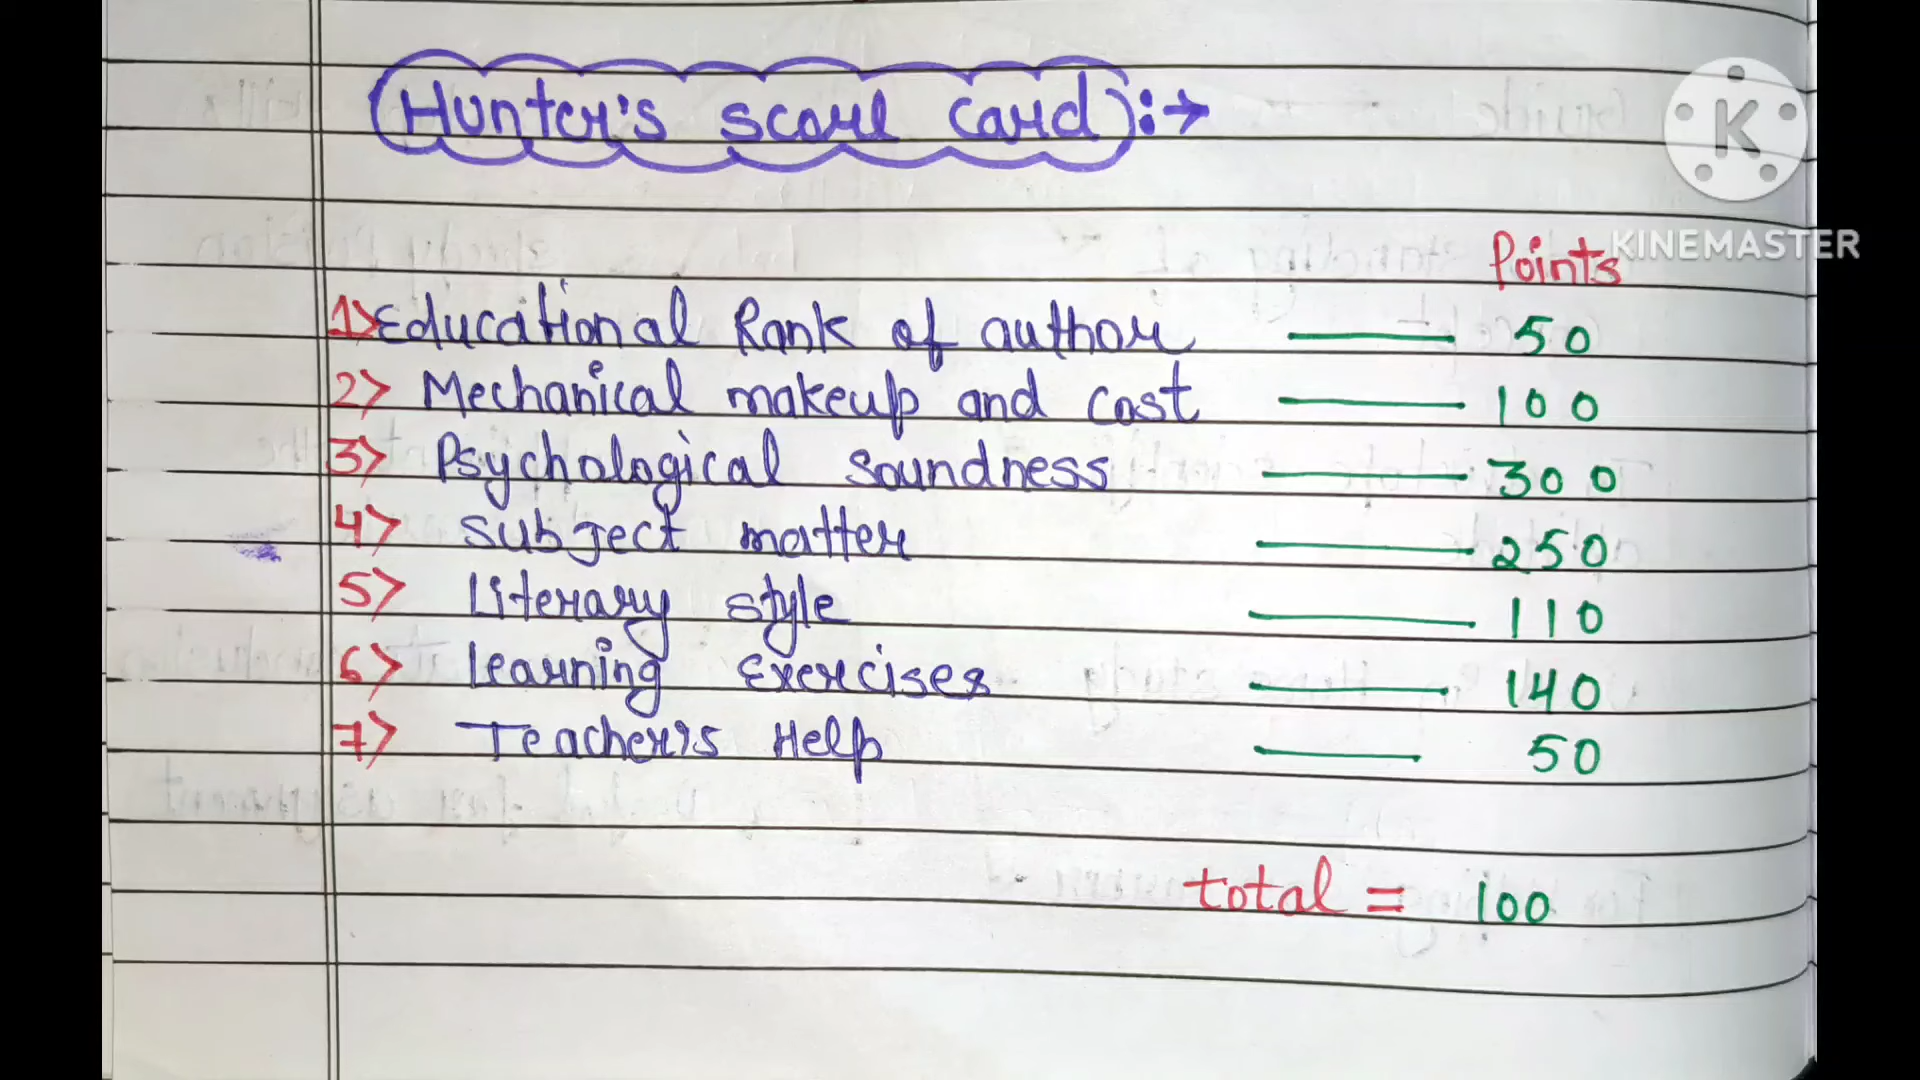 Hunter's score card :→
K
KINEMASTER
Points
1> Educational Rank of author —— 50
2> Mechanical makeup and cost —— 100
3> Psychological soundness —— 300
4> subject matter —— 250
5> Literary style —— 110
6> Learning Exercises —— 140
7> Teacher's Help —— 50
total = 100